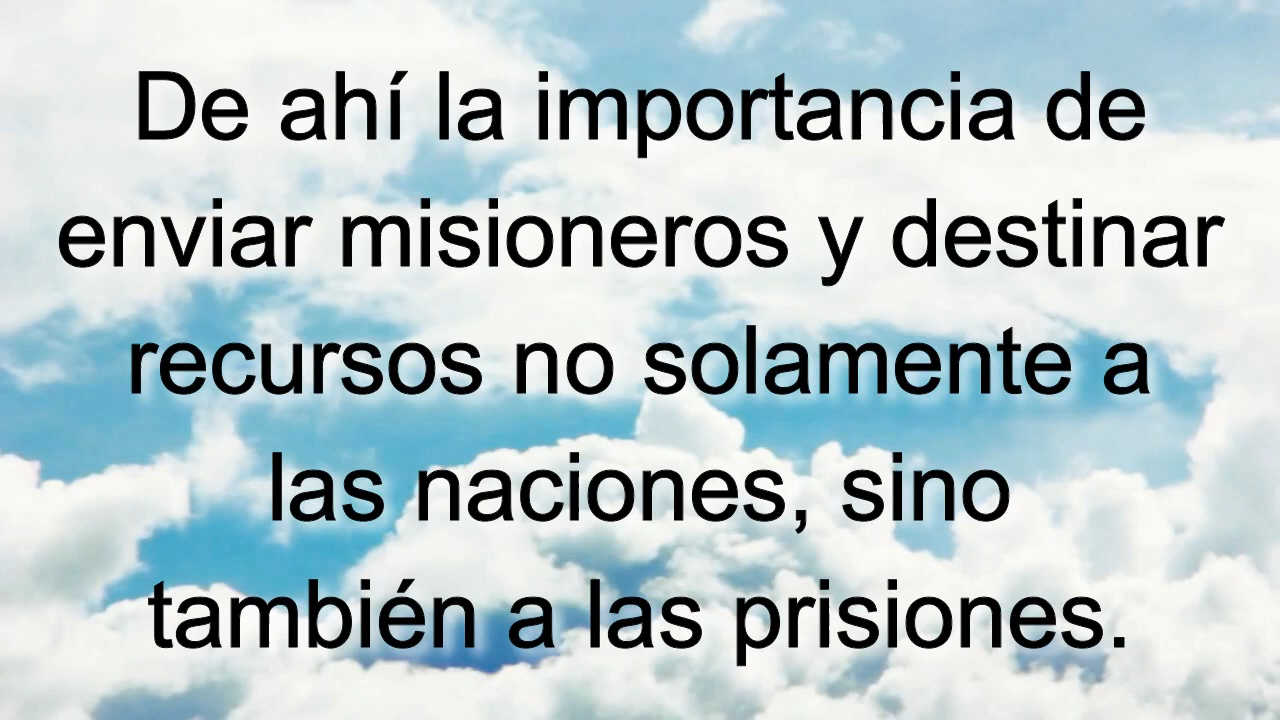 De ahí la importancia de
enviar misioneros y destinar
recursos no solamente a
las naciones, sino
también a las prisiones.